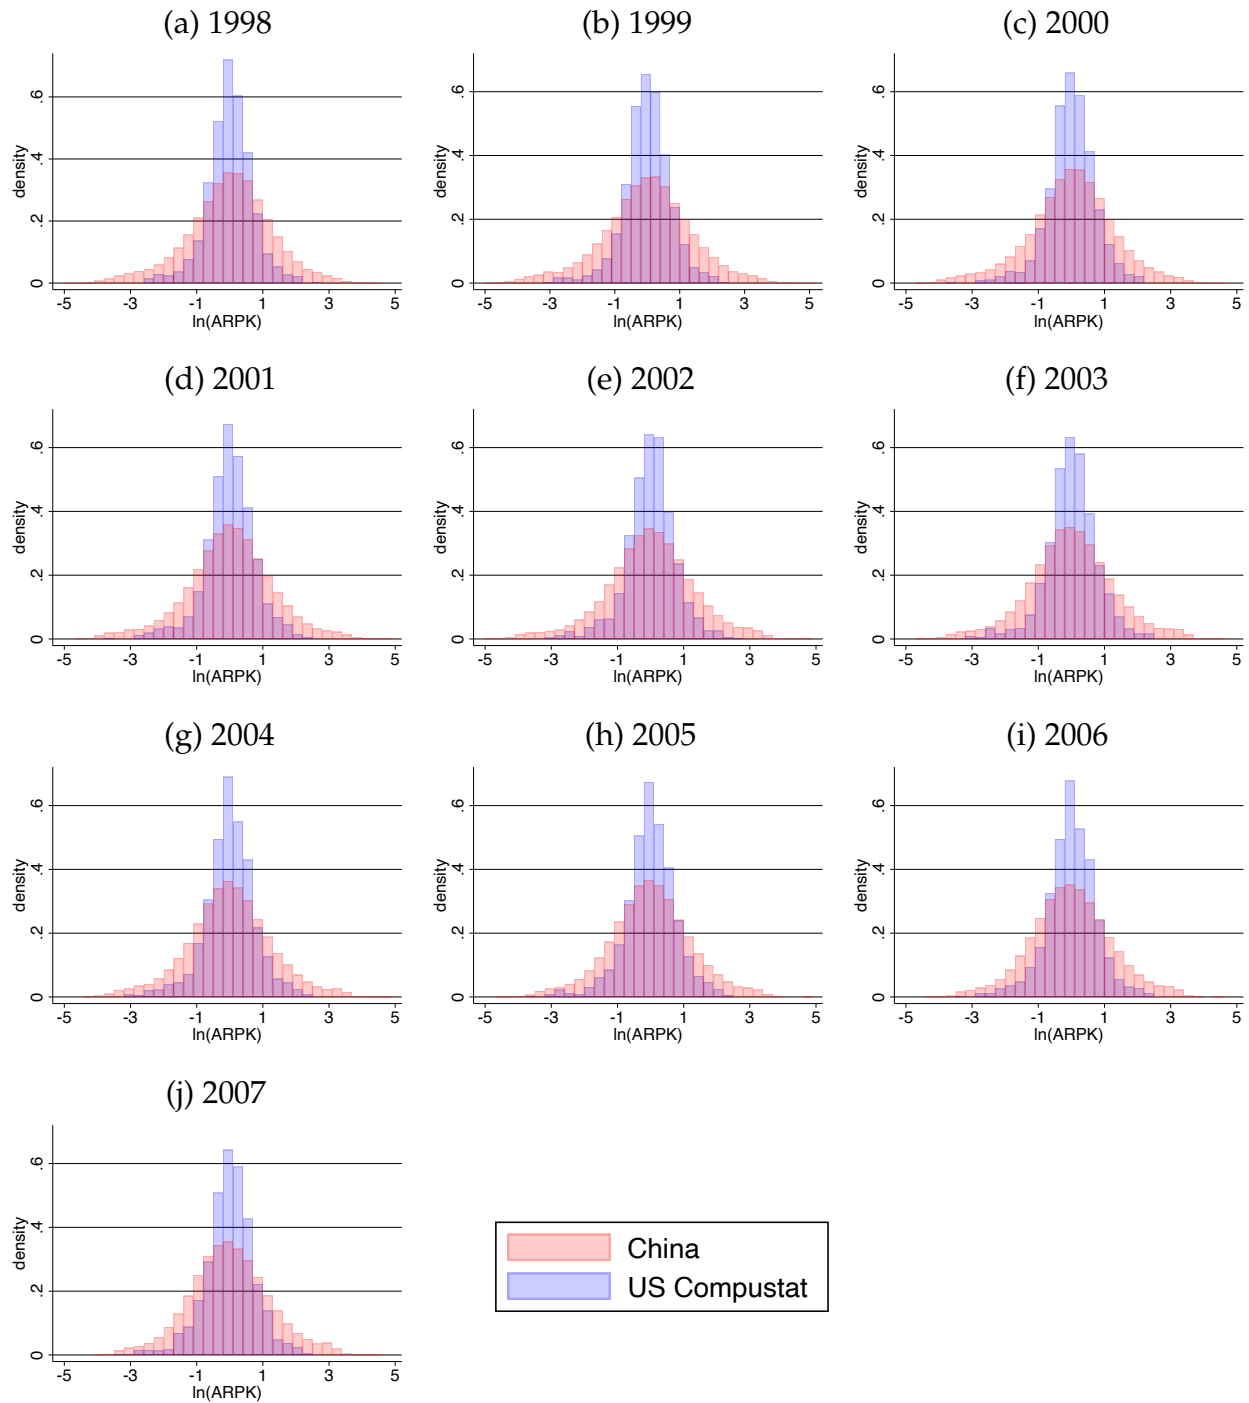 (a) 1998
(b) 1999
(c) 2000
density
0 .2 .4 .6
-5 -3 -1 1 3 5
ln(ARPK)
density
0 .2 .4 .6
-5 -3 -1 1 3 5
ln(ARPK)
density
0 .2 .4 .6
-5 -3 -1 1 3 5
ln(ARPK)
(d) 2001
(e) 2002
(f) 2003
density
0 .2 .4 .6
-5 -3 -1 1 3 5
ln(ARPK)
density
0 .2 .4 .6
-5 -3 -1 1 3 5
ln(ARPK)
density
0 .2 .4 .6
-5 -3 -1 1 3 5
ln(ARPK)
(g) 2004
(h) 2005
(i) 2006
density
0 .2 .4 .6
-5 -3 -1 1 3 5
ln(ARPK)
density
0 .2 .4 .6
-5 -3 -1 1 3 5
ln(ARPK)
density
0 .2 .4 .6
-5 -3 -1 1 3 5
ln(ARPK)
(j) 2007
density
0 .2 .4 .6
-5 -3 -1 1 3 5
ln(ARPK)
China
US Compustat